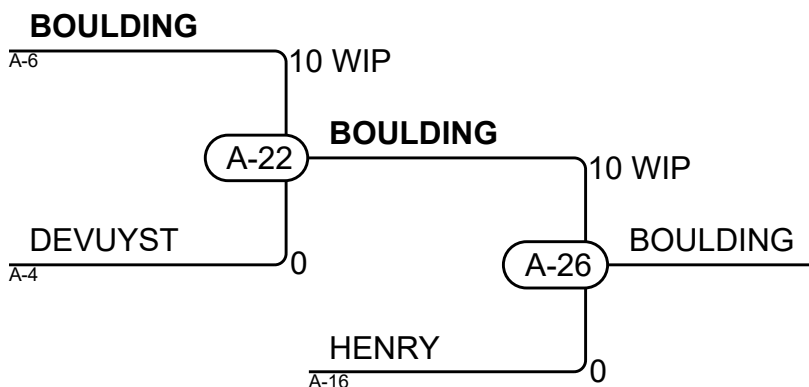 BOULDING
A-6
10 WIP
A-22
BOULDING
10 WIP
DEVUYST
A-4
0
A-26
BOULDING
HENRY
A-16
0